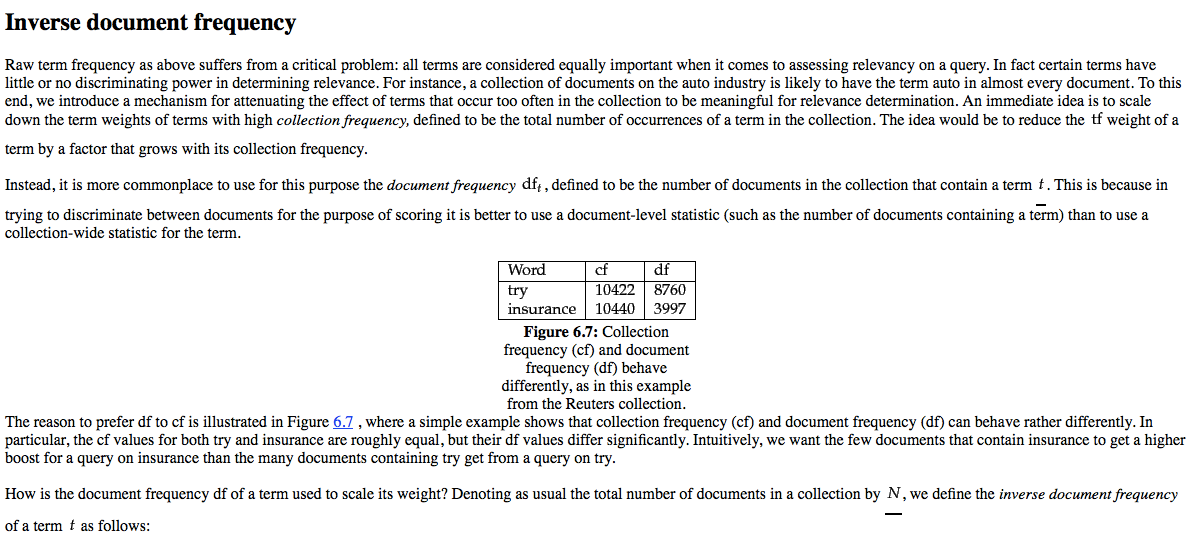 Inverse document frequency
Raw term frequency as above suffers from a critical problem: all terms are considered equally important when it comes to assessing relevancy on a query. In fact certain terms have
little or no discriminating power in determining relevance. For instance, a collection of documents on the auto industry is likely to have the term auto in almost every document. To this
end, we introduce a mechanism for attenuating the effect of terms that occur too often in the collection to be meaningful for relevance determination. An immediate idea is to scale
down the term weights of terms with high collection frequency, defined to be the total number of occurrences of a term in the collection. The idea would be to reduce the tf weight of a
term by a factor that grows with its collection frequency.
Instead, it is more commonplace to use for this purpose the document frequency df_t, defined to be the number of documents in the collection that contain a term t. This is because in
trying to discriminate between documents for the purpose of scoring it is better to use a document-level statistic (such as the number of documents containing a term) than to use a
collection-wide statistic for the term.
Word cf df
try 10422 8760
insurance 10440 3997
Figure 6.7: Collection
frequency (cf) and document
frequency (df) behave
differently, as in this example
from the Reuters collection.
The reason to prefer df to cf is illustrated in Figure 6.7 , where a simple example shows that collection frequency (cf) and document frequency (df) can behave rather differently. In
particular, the cf values for both try and insurance are roughly equal, but their df values differ significantly. Intuitively, we want the few documents that contain insurance to get a higher
boost for a query on insurance than the many documents containing try get from a query on try.
How is the document frequency df of a term used to scale its weight? Denoting as usual the total number of documents in a collection by N, we define the inverse document frequency
of a term t as follows: